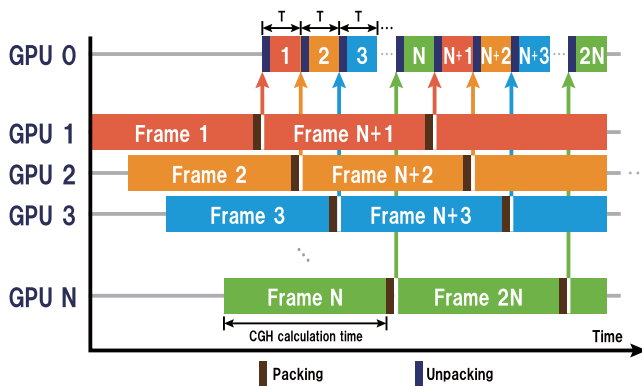 T T T
GPU 0 1 2 3 ... N N+1 N+2 N+3 ... 2N
GPU 1 Frame 1 Frame N+1
GPU 2 Frame 2 Frame N+2 ...
GPU 3 Frame 3 Frame N+3
GPU N Frame N Frame 2N
CGH calculation time
Time
Packing Unpacking